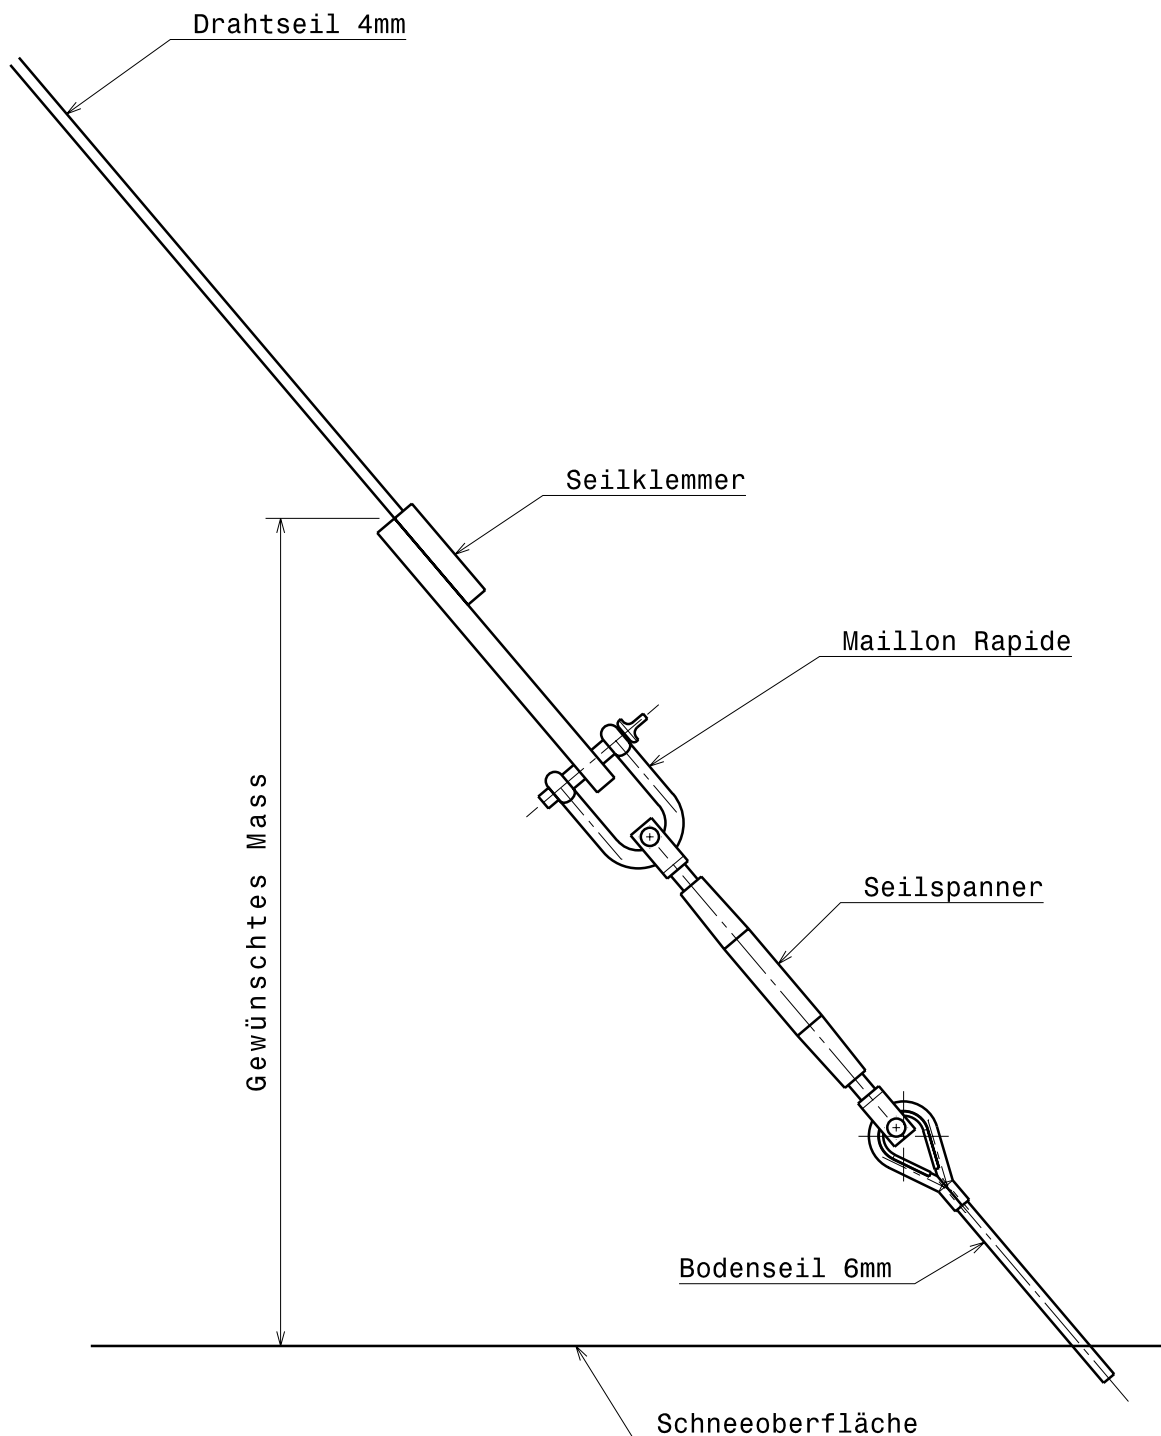 Drahtseil 4mm
Seilklemmer
Maillon Rapide
Gewünschtes Mass
Seilspanner
Bodenseil 6mm
Schneeoberfläche